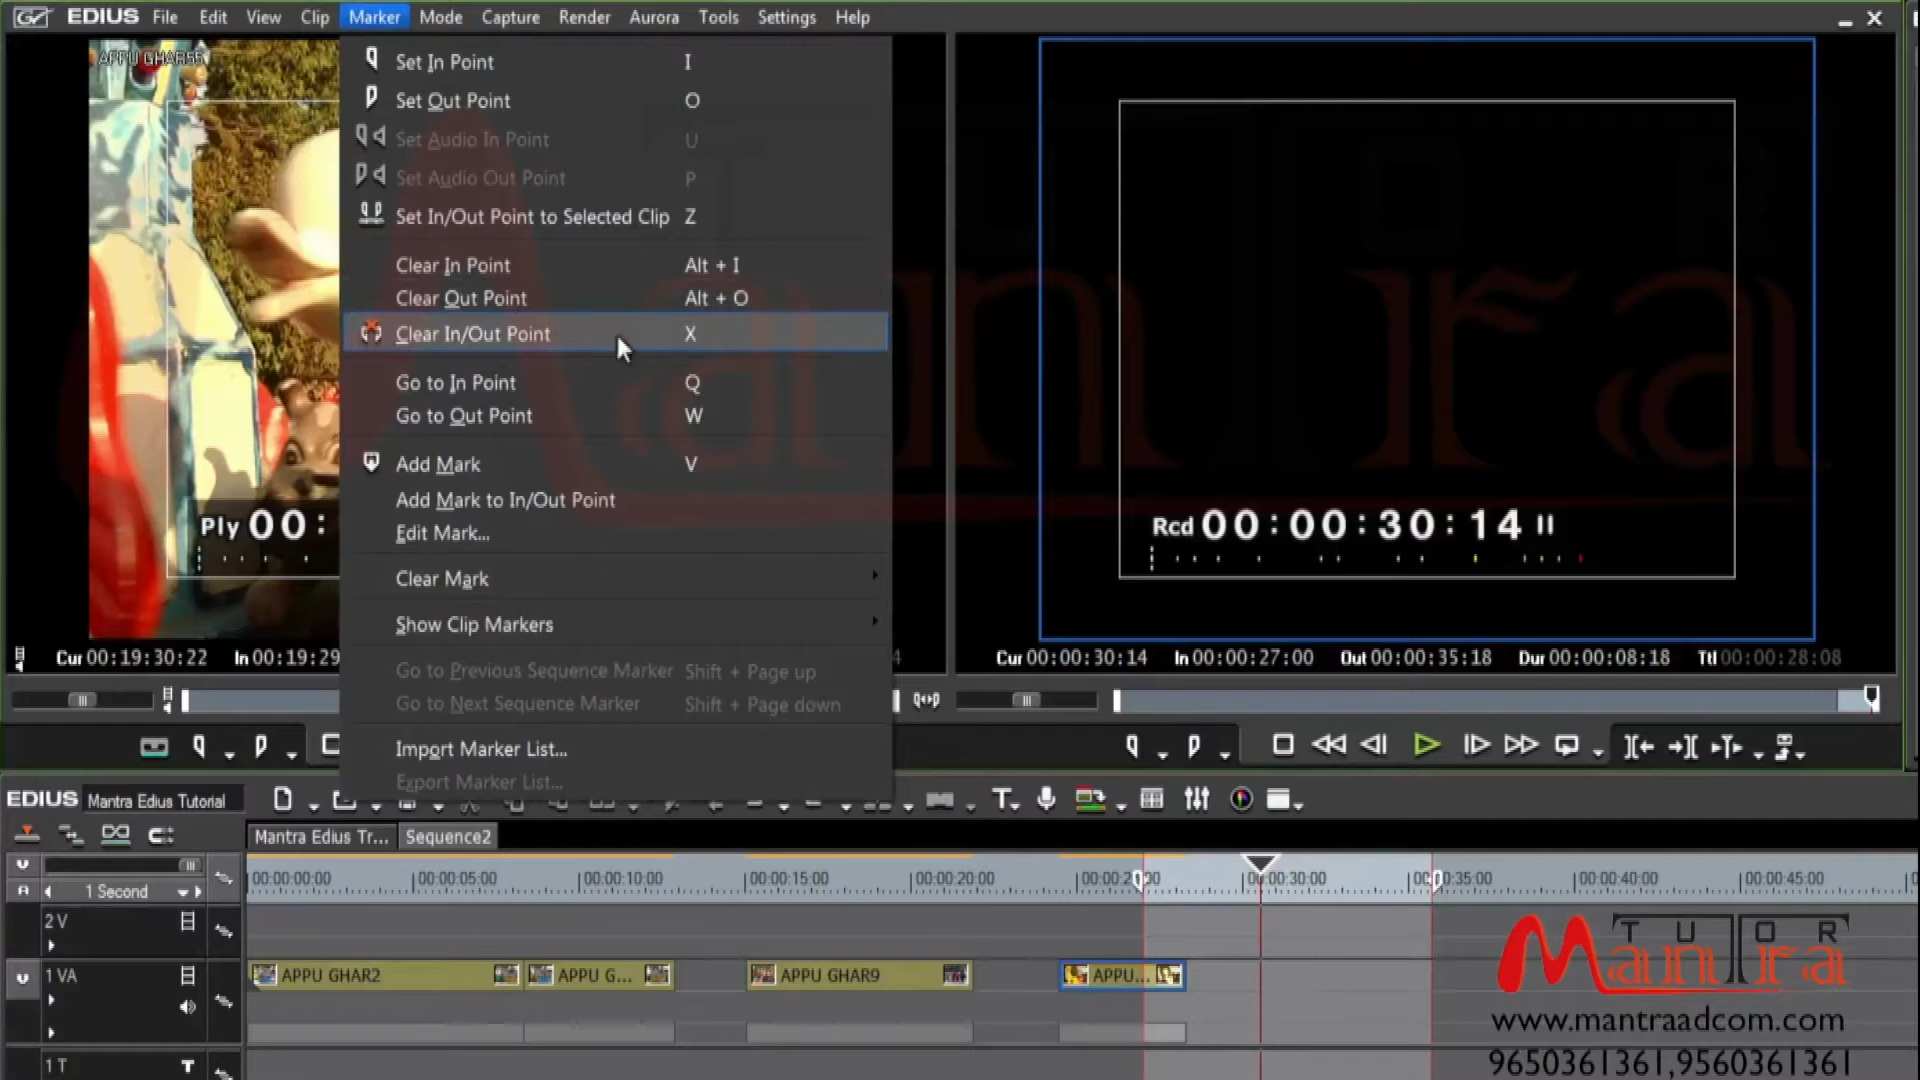 EDIUS File Edit View Clip Marker Mode Capture Render Aurora Tools Settings Help
APPU GHAR55
Set In Point I
Set Out Point O
Set Audio In Point U
Set Audio Out Point P
Set In/Out Point to Selected Clip Z
Clear In Point Alt + I
Clear Out Point Alt + O
Clear In/Out Point X
Go to In Point Q
Go to Out Point W
Add Mark V
Add Mark to In/Out Point
Edit Mark...
Clear Mark
Show Clip Markers
Go to Previous Sequence Marker Shift + Page up
Go to Next Sequence Marker Shift + Page down
Import Marker List...
Export Marker List...
Ply 00:
Rcd 00:00:30:14
Cur 00:19:30:22 In 00:19:29
Cur 00:00:30:14 In 00:00:27:00 Out 00:00:35:18 Dur 00:00:08:18 Ttl 00:00:28:08
EDIUS Mantra Edius Tutorial
Mantra Edius Tr... Sequence2
1 Second
00:00:00:00 00:00:05:00 00:00:10:00 00:00:15:00 00:00:20:00 00:00:30:00 00:00:35:00 00:00:40:00 00:00:45:00
2 V
1 VA
APPU GHAR2 APPU G... APPU GHAR9 APPU...
1 T
TUTOR
Mantra
www.mantraadcom.com
9650361361,9560361361